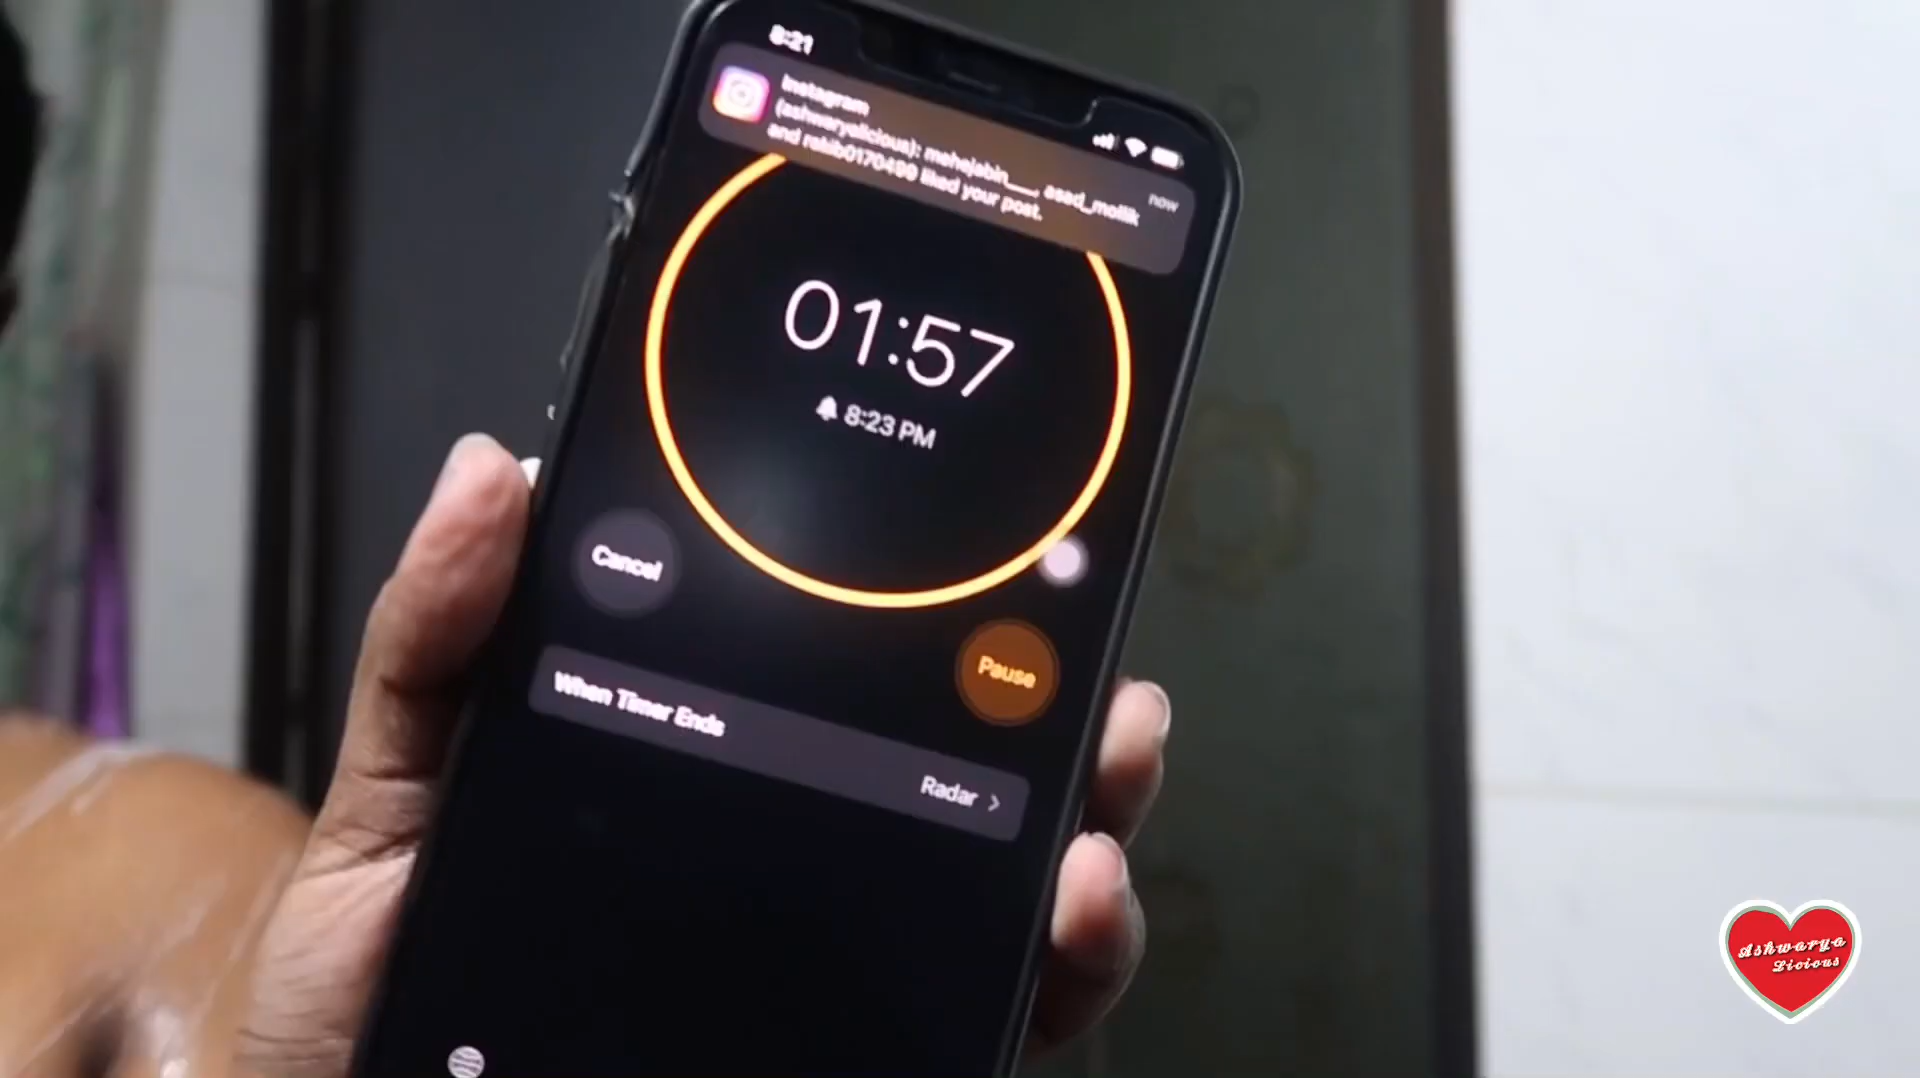 8:21
Instagram
(ashwaryalicious): mehejabin___, asad_mollik
and rakib0170499 liked your post.
now
01:57
8:23 PM
Cancel
Pause
When Timer Ends
Radar
Ashwarya
Licious